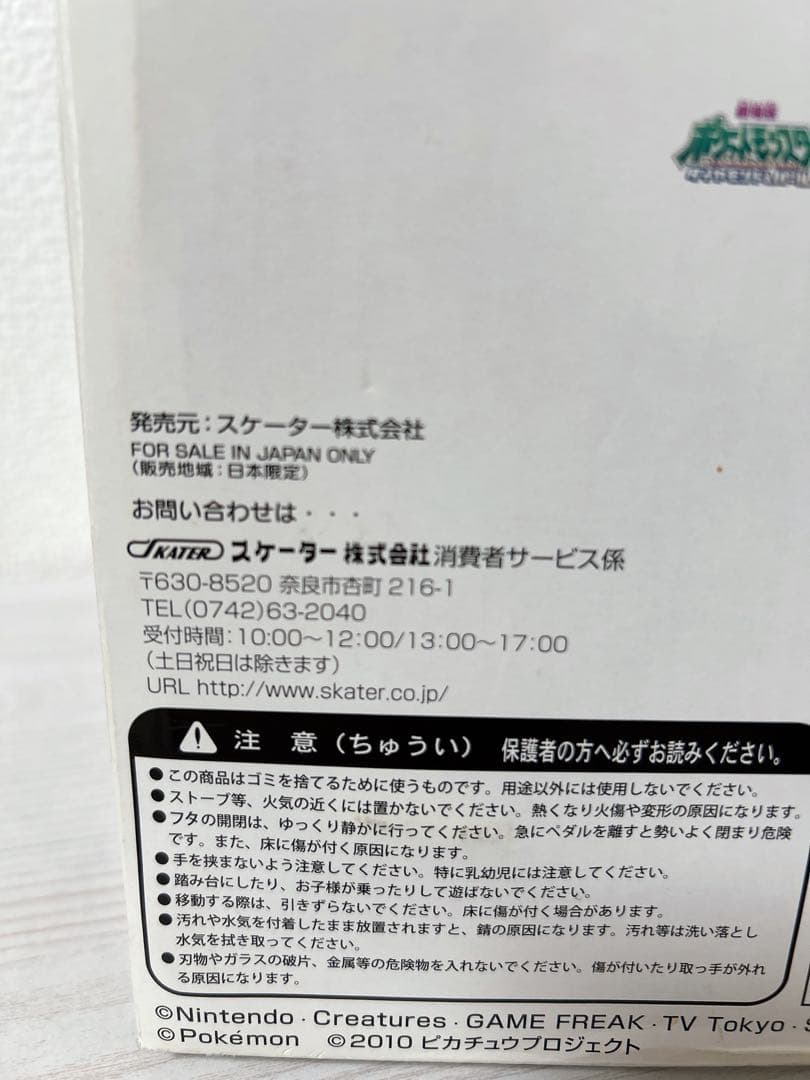 劇場版
ポケットモンスター
発売元：スケーター株式会社
FOR SALE IN JAPAN ONLY
（販売地域：日本限定）
お問い合わせは・・・
SKATER スケーター 株式会社 消費者サービス係
〒630-8520 奈良市杏町 216-1
TEL(0742)63-2040
受付時間：10:00～12:00/13:00～17:00
（土日祝日は除きます）
URL http://www.skater.co.jp/
注 意（ちゅうい） 保護者の方へ必ずお読みください。
●この商品はゴミを捨てるために使うものです。用途以外には使用しないでください。
●ストーブ等、火気の近くには置かないでください。熱くなり火傷や変形の原因になります。
●フタの開閉は、ゆっくり静かに行ってください。急にペダルを離すと勢いよく閉まり危険
です。また、床に傷が付く原因になります。
●手を挟まないよう注意してください。特に乳幼児には注意してください。
●踏み台にしたり、お子様が乗ったりして遊ばないでください。
●移動する際は、引きずらないでください。床に傷が付く場合があります。
●汚れや水気を付着したまま放置されますと、錆の原因になります。汚れ等は洗い落とし
水気を拭き取ってください。
●刃物やガラスの破片、金属等の危険物を入れないでください。傷が付いたり取っ手が外れ
る原因になります。
©Nintendo・Creatures・GAME FREAK・TV Tokyo・S
©Pokémon ©2010 ピカチュウプロジェクト